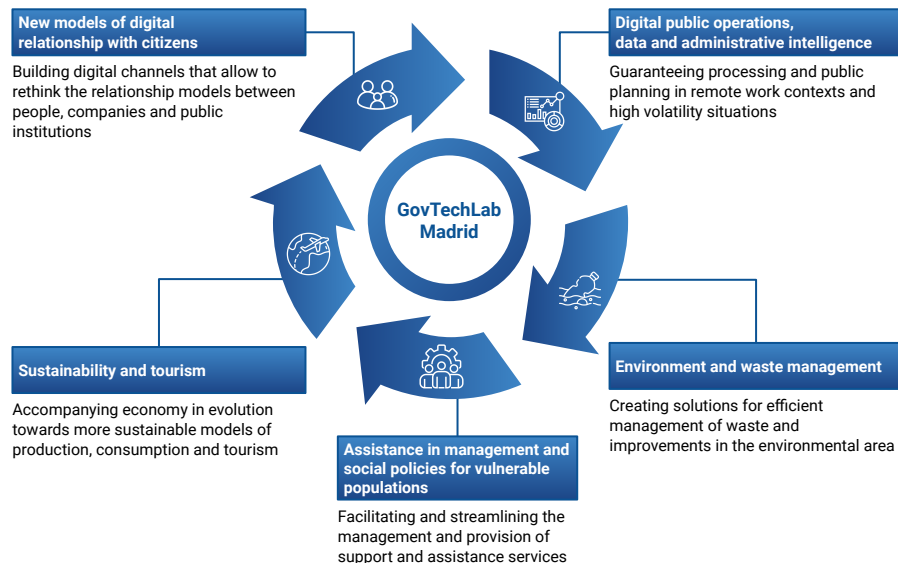 New models of digital
relationship with citizens
Building digital channels that allow to
rethink the relationship models between
people, companies and public
institutions
Digital public operations,
data and administrative intelligence
Guaranteeing processing and public
planning in remote work contexts and
high volatility situations
GovTechLab
Madrid
Sustainability and tourism
Accompanying economy in evolution
towards more sustainable models of
production, consumption and tourism
Environment and waste management
Creating solutions for efficient
management of waste and
improvements in the environmental area
Assistance in management and
social policies for vulnerable
populations
Facilitating and streamlining the
management and provision of
support and assistance services